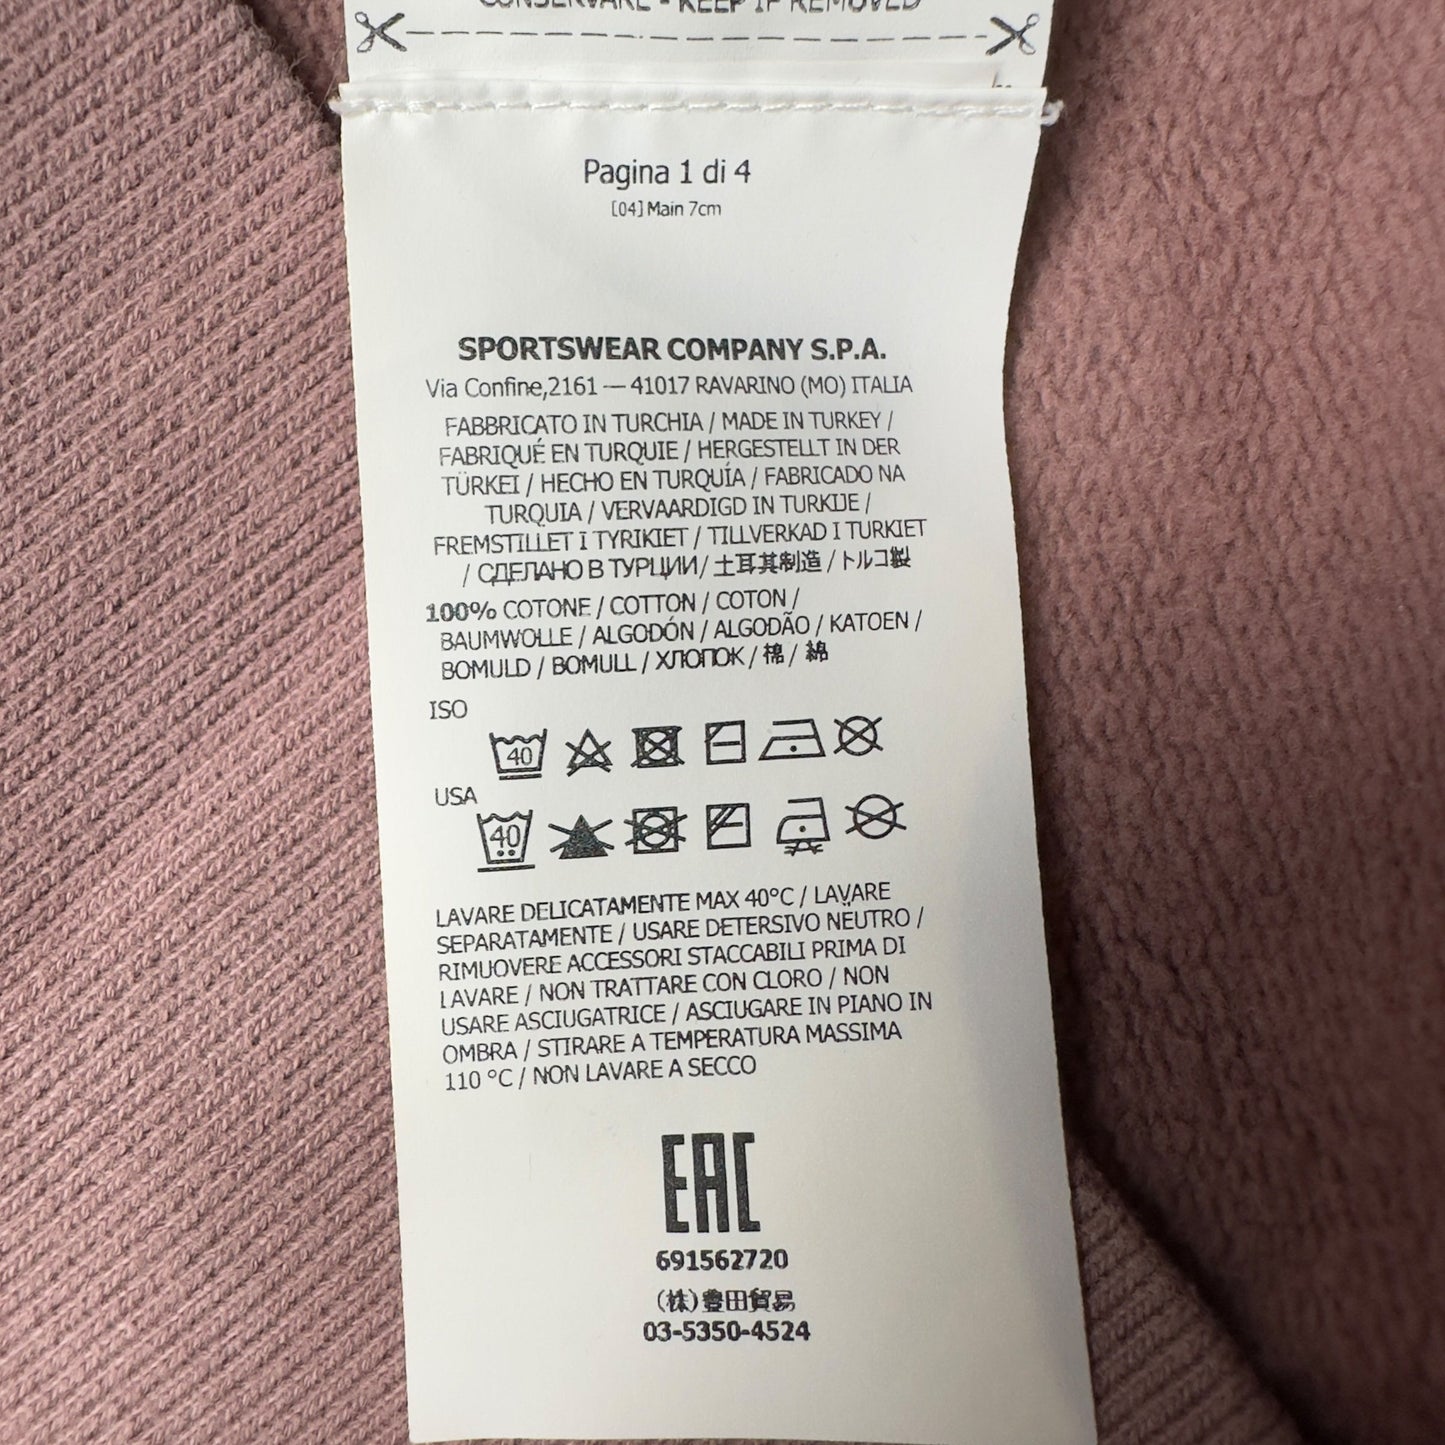 CONSERVARE - KEEP IF REMOVED
Pagina 1 di 4
[04] Main 7cm
SPORTSWEAR COMPANY S.P.A.
Via Confine,2161 — 41017 RAVARINO (MO) ITALIA
FABBRICATO IN TURCHIA / MADE IN TURKEY /
FABRIQUÉ EN TURQUIE / HERGESTELLT IN DER
TÜRKEI / HECHO EN TURQUÍA / FABRICADO NA
TURQUIA / VERVAARDIGD IN TURKIJE /
FREMSTILLET I TYRKIET / TILLVERKAD I TURKIET
/ СДЕЛАНО В ТУРЦИИ / 土耳其制造 / トルコ製
100% COTONE / COTTON / COTON /
BAUMWOLLE / ALGODÓN / ALGODÃO / KATOEN /
BOMULD / BOMULL / ХЛОПОК / 棉 / 綿
ISO
40
USA
40
LAVARE DELICATAMENTE MAX 40°C / LAVARE
SEPARATAMENTE / USARE DETERSIVO NEUTRO /
RIMUOVERE ACCESSORI STACCABILI PRIMA DI
LAVARE / NON TRATTARE CON CLORO / NON
USARE ASCIUGATRICE / ASCIUGARE IN PIANO IN
OMBRA / STIRARE A TEMPERATURA MASSIMA
110 °C / NON LAVARE A SECCO
EAC
691562720
(株)豊田貿易
03-5350-4524